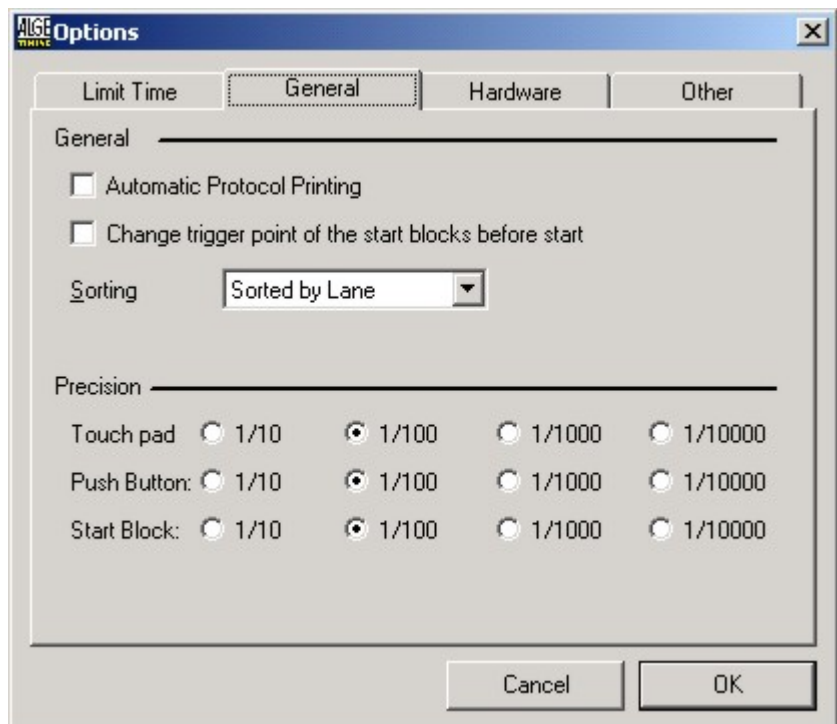 ALGE TIMING Options
Limit Time General Hardware Other
General
Automatic Protocol Printing
Change trigger point of the start blocks before start
Sorting Sorted by Lane
Precision
Touch pad 1/10 1/100 1/1000 1/10000
Push Button: 1/10 1/100 1/1000 1/10000
Start Block: 1/10 1/100 1/1000 1/10000
Cancel OK